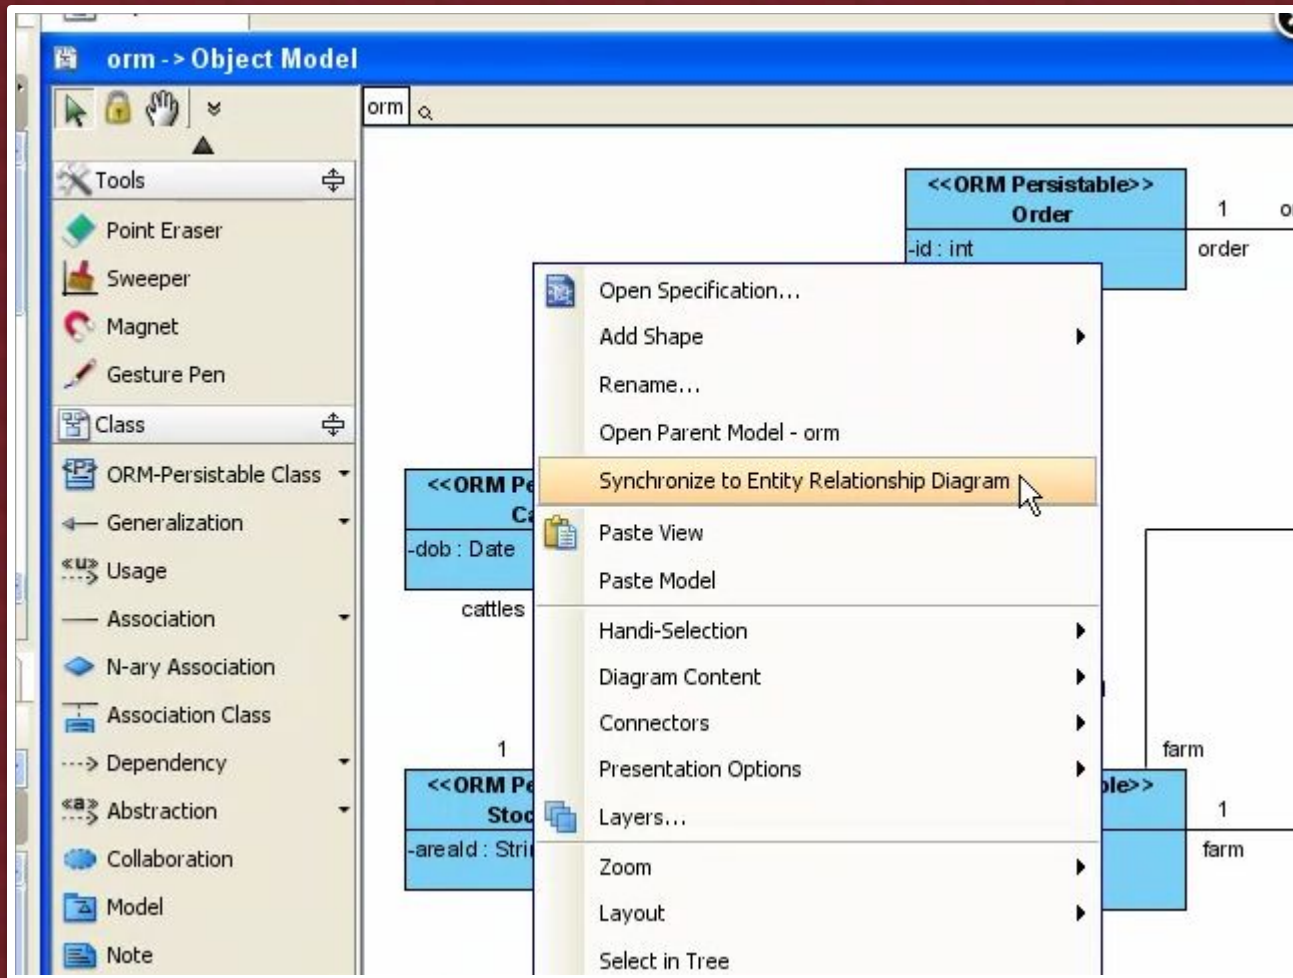 orm -> Object Model
orm
Tools
Point Eraser
Sweeper
Magnet
Gesture Pen
Class
<<P>>
ORM-Persistable Class
Generalization
<<u>>
Usage
Association
N-ary Association
Association Class
Dependency
<<a>>
Abstraction
Collaboration
Model
Note
<<ORM Persistable>>
Order
-id : int
1
order
Open Specification...
Add Shape
Rename...
Open Parent Model - orm
Synchronize to Entity Relationship Diagram
Paste View
Paste Model
Handi-Selection
Diagram Content
Connectors
Presentation Options
Layers...
Zoom
Layout
Select in Tree
<<ORM
-dob : Date
cattles
1
<<ORM
-areaId :
farm
1
farm